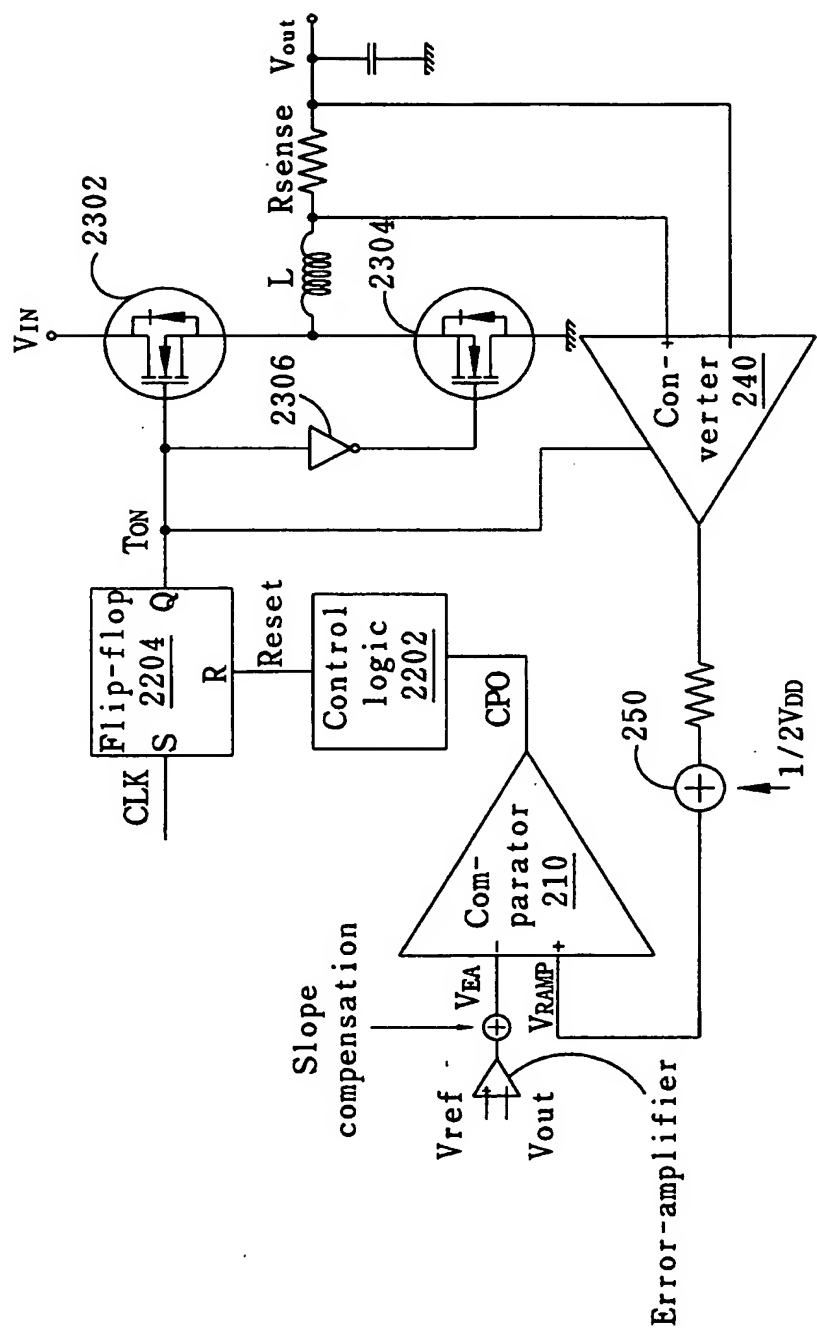 VIN
2302
TON
Flip-flop
2204
CLK
S
Q
R
Reset
Control
logic
2202
CPO
2306
2304
L
Rsense
Vout
Slope
compensation
Vref
+
-
Vout
VEA
VRAMP
-
+
Com-
parator
210
Error-amplifier
250
+
1/2VDD
Con-
verter
240
+
-